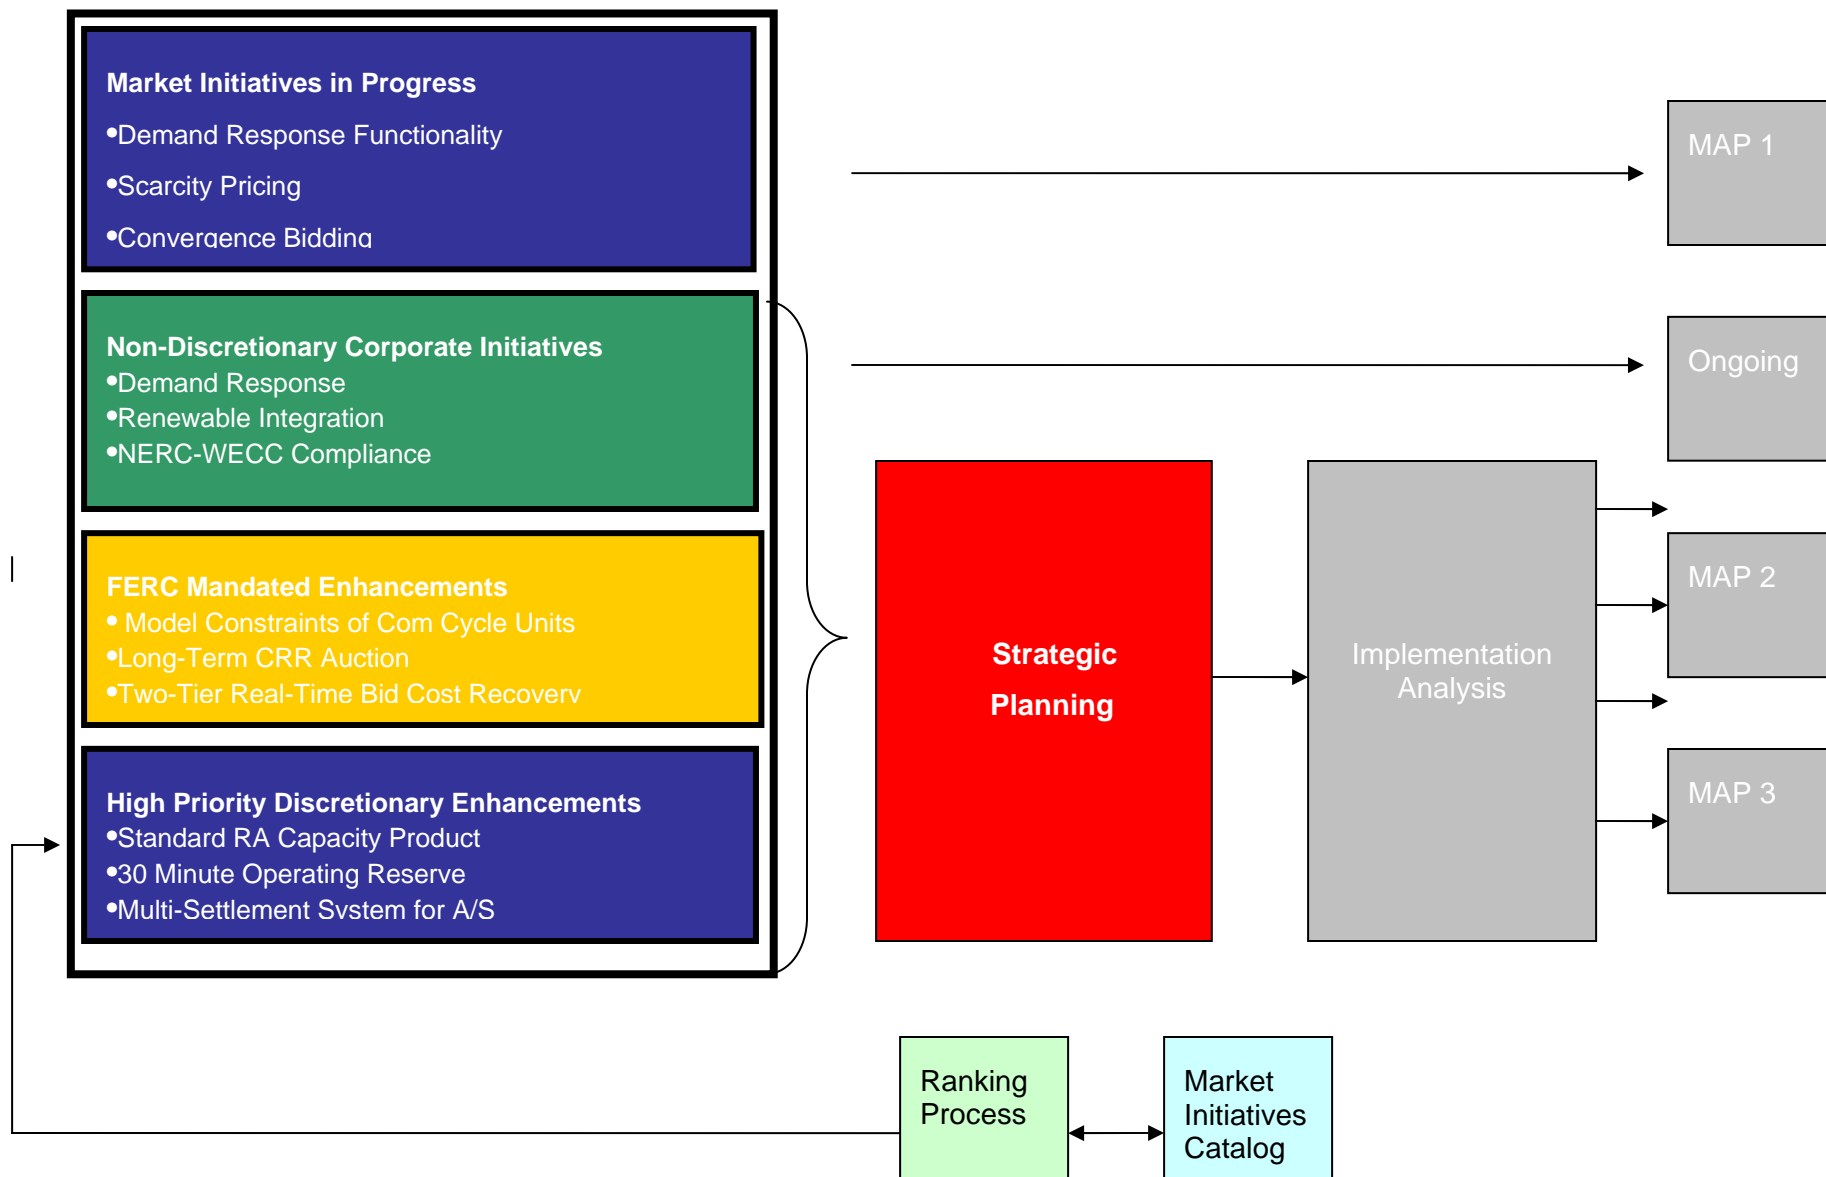 Market Initiatives in Progress
•Demand Response Functionality
•Scarcity Pricing
•Convergence Bidding
Non-Discretionary Corporate Initiatives
•Demand Response
•Renewable Integration
•NERC-WECC Compliance
FERC Mandated Enhancements
• Model Constraints of Com Cycle Units
•Long-Term CRR Auction
•Two-Tier Real-Time Bid Cost Recovery
High Priority Discretionary Enhancements
•Standard RA Capacity Product
•30 Minute Operating Reserve
•Multi-Settlement System for A/S
Strategic
Planning
Implementation
Analysis
MAP 1
Ongoing
MAP 2
MAP 3
Ranking
Process
Market
Initiatives
Catalog